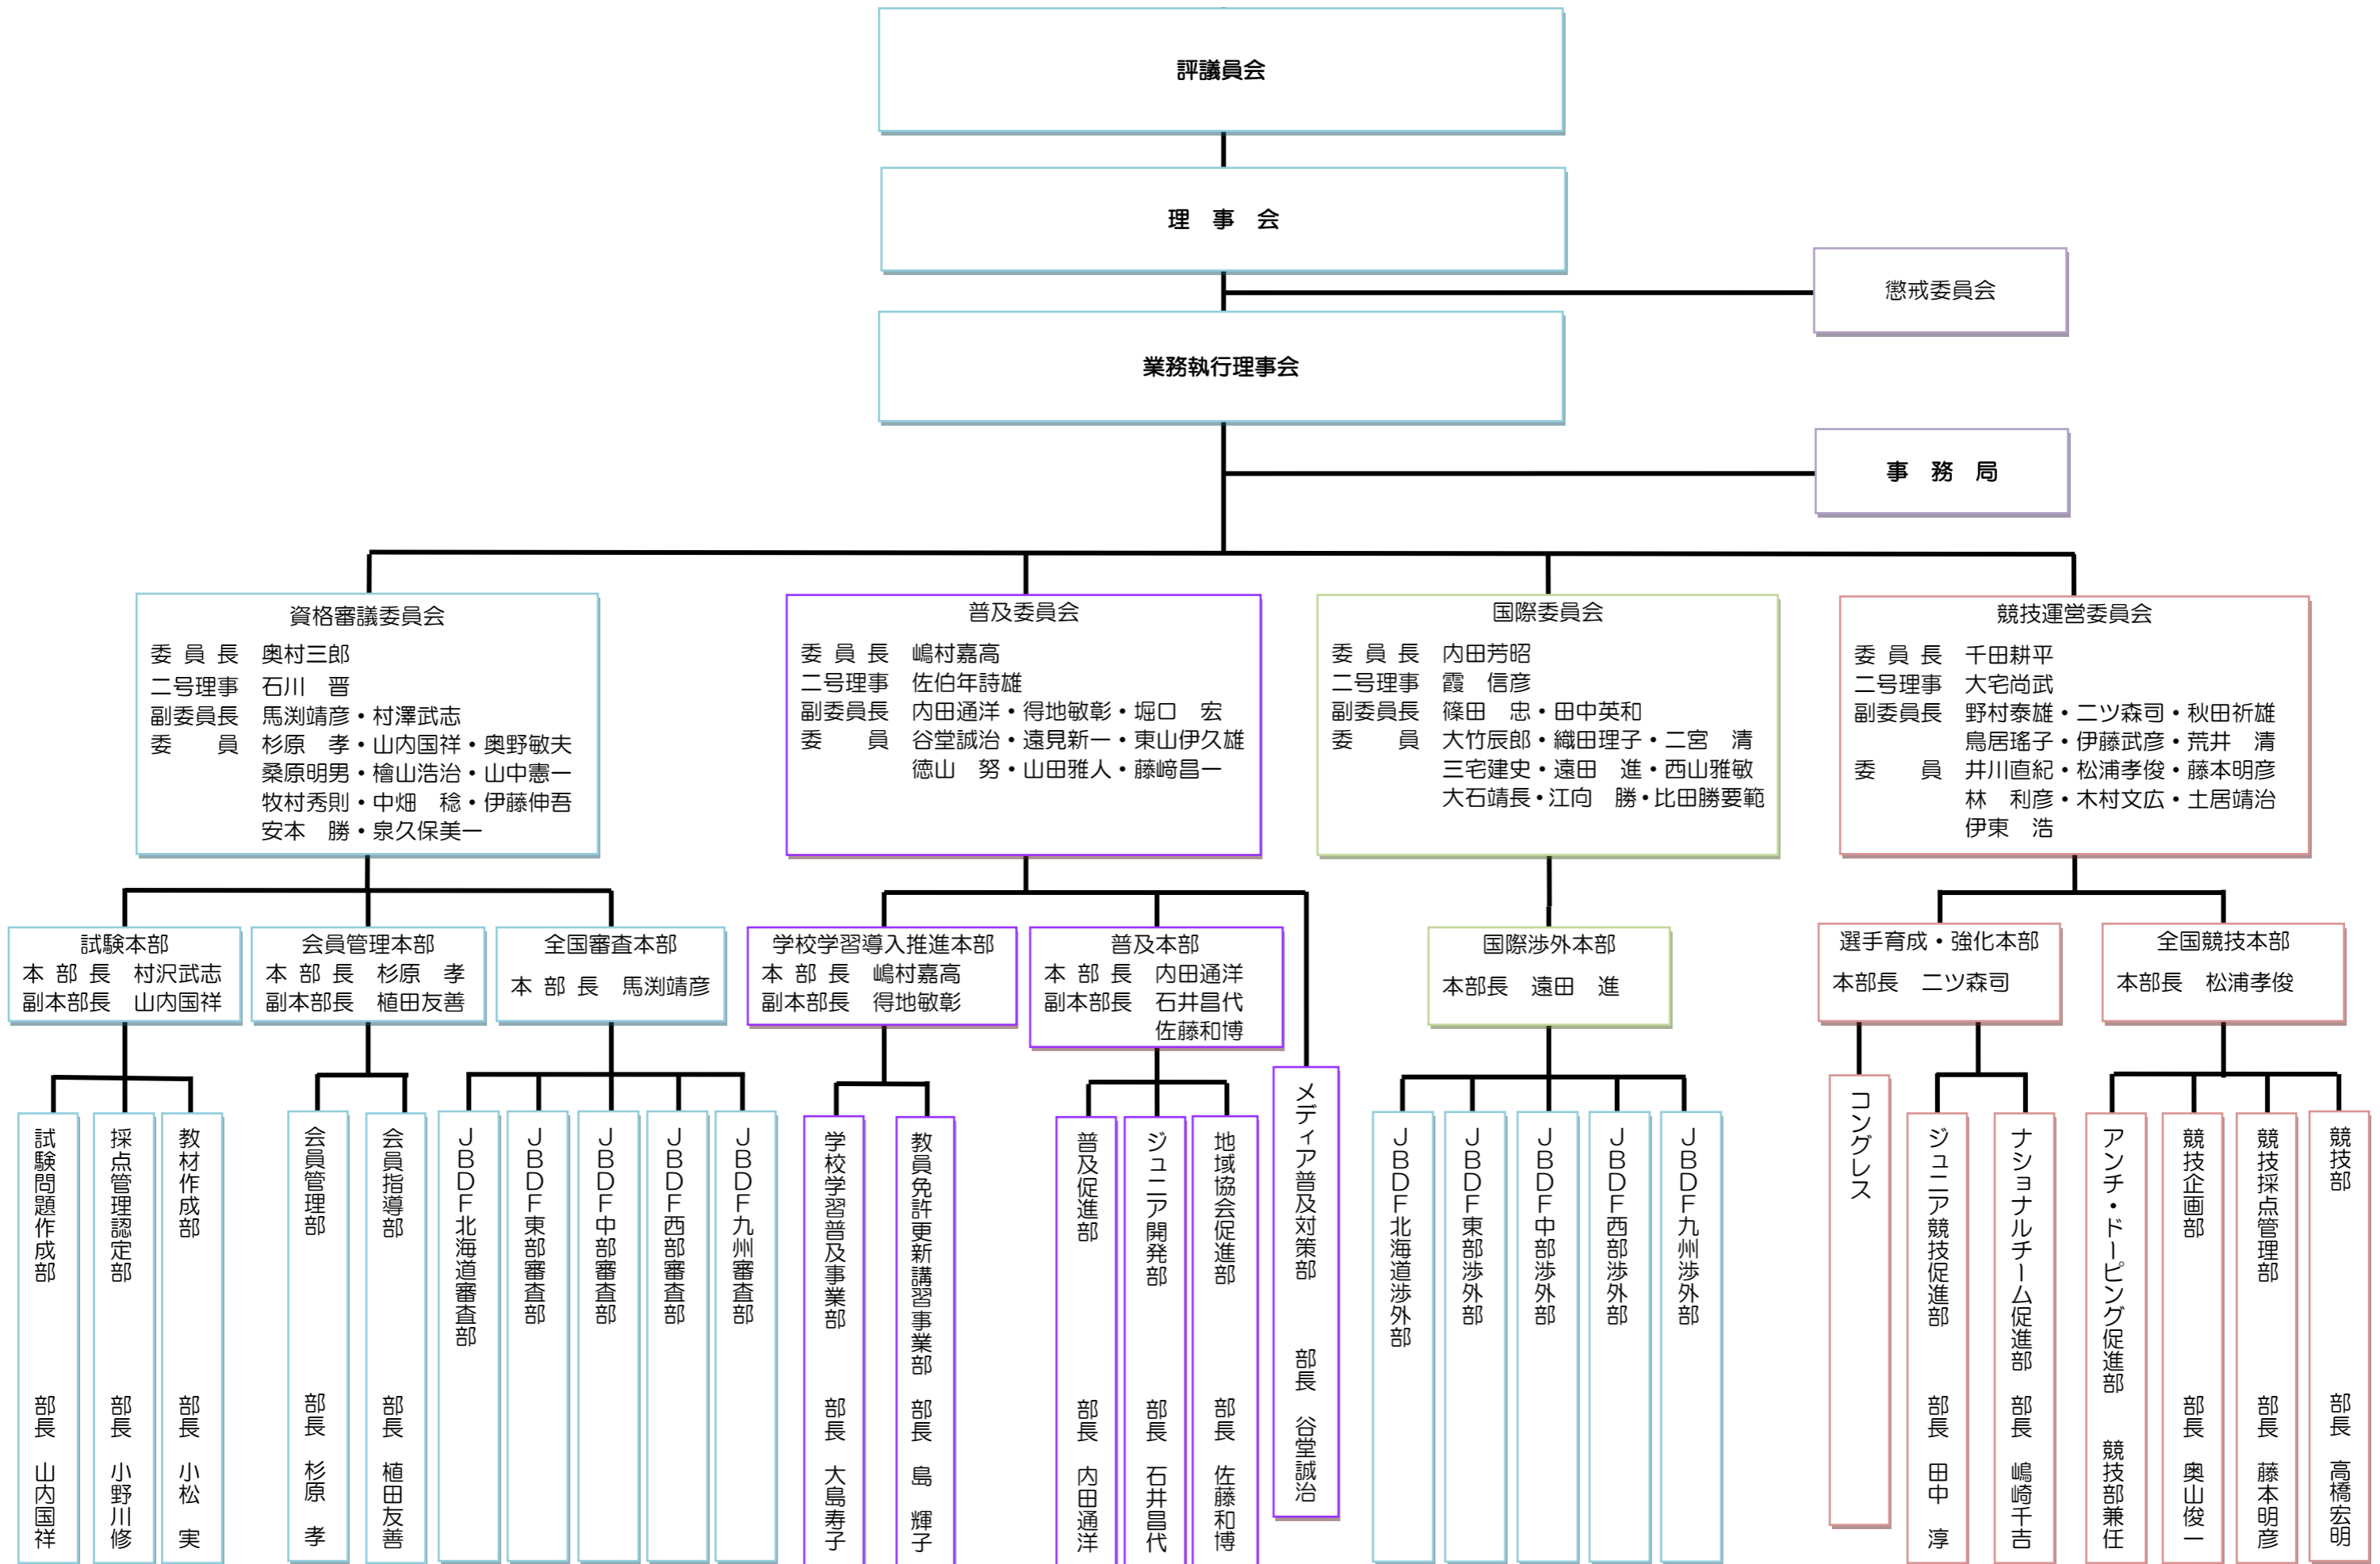 評議員会
理　事　会
懲戒委員会
業務執行理事会
事　務　局
資格審議委員会
委 員 長　奥村三郎
二号理事　石川　晋
副委員長　馬渕靖彦・村澤武志
委　　員　杉原　孝・山内国祥・奥野敏夫
桑原明男・檜山浩治・山中憲一
牧村秀則・中畑　稔・伊藤伸吾
安本　勝・泉久保美一
普及委員会
委 員 長　嶋村嘉高
二号理事　佐伯年詩雄
副委員長　内田通洋・得地敏彰・堀口　宏
委　　員　谷堂誠治・遠見新一・東山伊久雄
徳山　努・山田雅人・藤﨑昌一
国際委員会
委 員 長　内田芳昭
二号理事　霞　信彦
副委員長　篠田　忠・田中英和
委　　員　大竹辰郎・織田理子・二宮　清
三宅建史・遠田　進・西山雅敏
大石靖長・江向　勝・比田勝要範
競技運営委員会
委 員 長　千田耕平
二号理事　大宅尚武
副委員長　野村泰雄・二ツ森司・秋田祈雄
鳥居瑤子・伊藤武彦・荒井　清
委　　員　井川直紀・松浦孝俊・藤本明彦
林　利彦・木村文広・土居靖治
伊東　浩
試験本部
本 部 長　村沢武志
副本部長　山内国祥
会員管理本部
本 部 長　杉原　孝
副本部長　植田友善
全国審査本部
本 部 長　馬渕靖彦
学校学習導入推進本部
本 部 長　嶋村嘉高
副本部長　得地敏彰
普及本部
本 部 長　内田通洋
副本部長　石井昌代
佐藤和博
国際渉外本部
本部長　遠田　進
選手育成・強化本部
本部長　二ツ森司
全国競技本部
本部長　松浦孝俊
試験問題作成部　部長　山内国祥
採点管理認定部　部長　小野川修
教材作成部　部長　小松　実
会員管理部　部長　杉原　孝
会員指導部　部長　植田友善
ＪＢＤＦ北海道審査部
ＪＢＤＦ東部審査部
ＪＢＤＦ中部審査部
ＪＢＤＦ西部審査部
ＪＢＤＦ九州審査部
学校学習普及事業部　部長　大島寿子
教員免許更新講習事業部　部長　島　輝子
普及促進部　部長　内田通洋
ジュニア開発部　部長　石井昌代
地域協会促進部　部長　佐藤和博
メディア普及対策部　部長　谷堂誠治
ＪＢＤＦ北海道渉外部
ＪＢＤＦ東部渉外部
ＪＢＤＦ中部渉外部
ＪＢＤＦ西部渉外部
ＪＢＤＦ九州渉外部
コングレス
ジュニア競技促進部　部長　田中　淳
ナショナルチーム促進部　部長　嶋崎千吉
アンチ・ドーピング促進部　競技部兼任
競技企画部　部長　奥山俊一
競技採点管理部　部長　藤本明彦
競技部　部長　高橋宏明